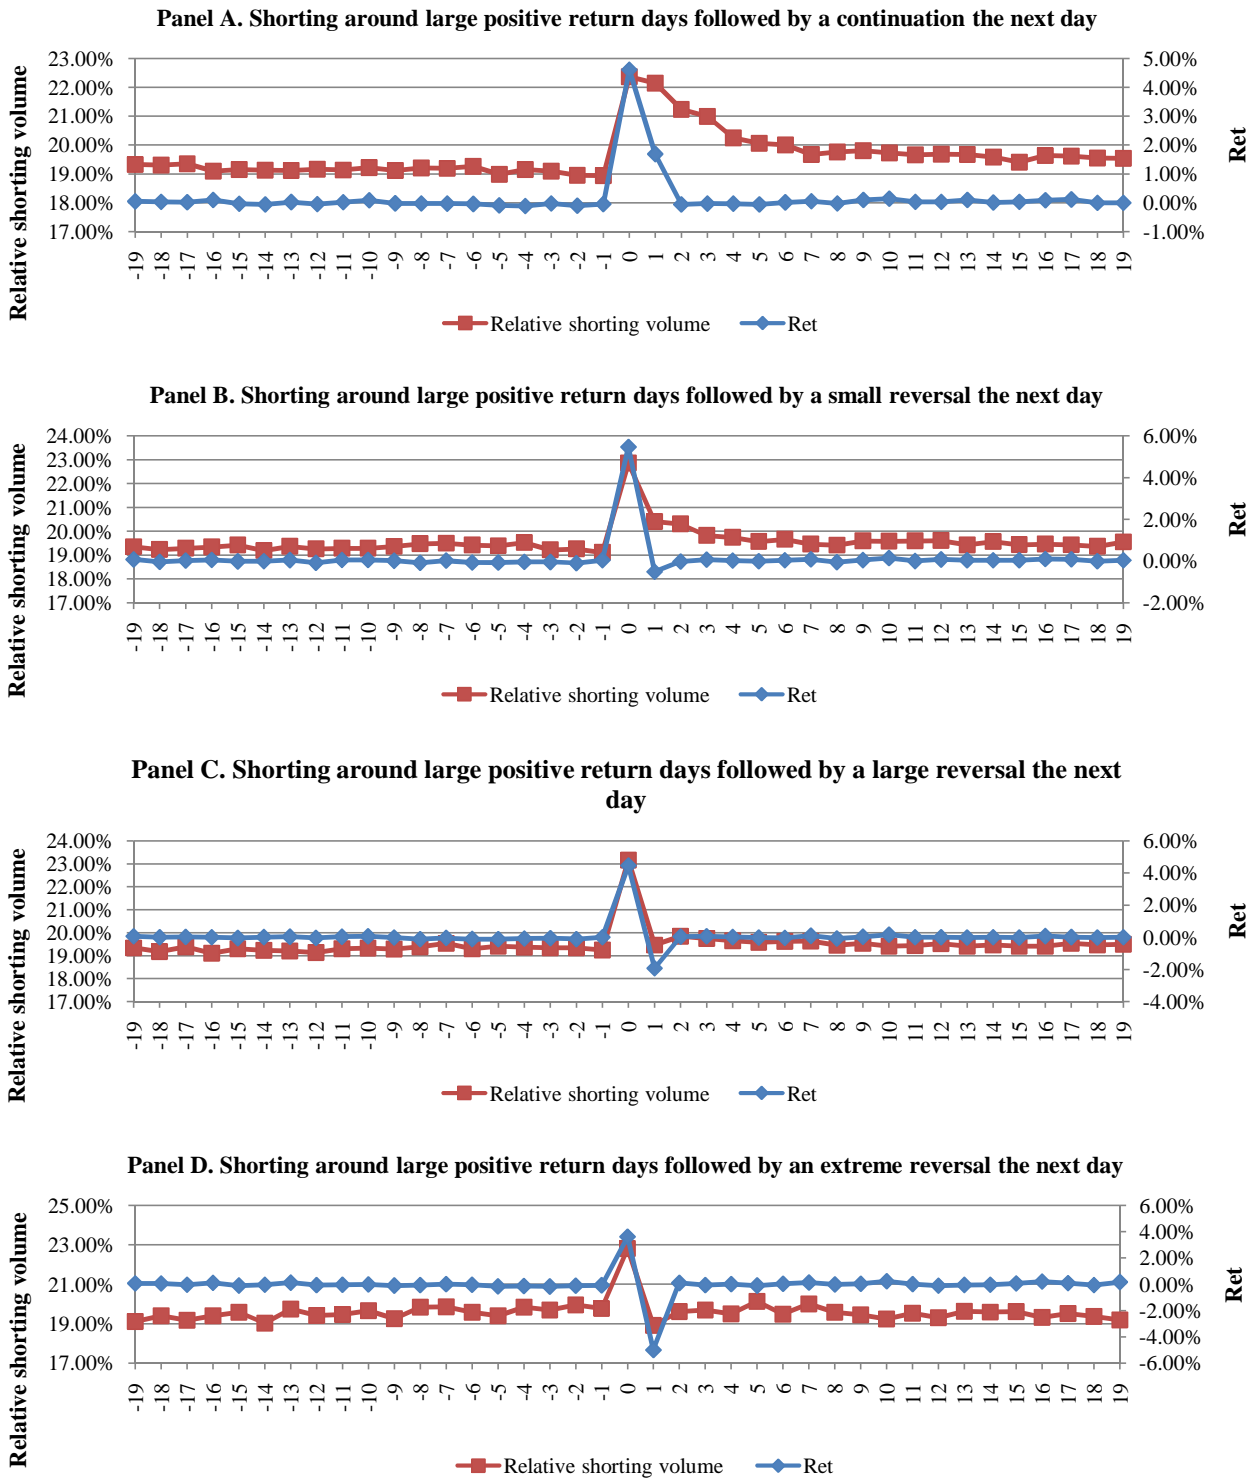 Panel A. Shorting around large positive return days followed by a continuation the next day
Relative shorting volume
23.00%
22.00%
21.00%
20.00%
19.00%
18.00%
17.00%
5.00%
4.00%
3.00%
2.00%
1.00%
0.00%
-1.00%
Ret
-19 -18 -17 -16 -15 -14 -13 -12 -11 -10 -9 -8 -7 -6 -5 -4 -3 -2 -1 0 1 2 3 4 5 6 7 8 9 10 11 12 13 14 15 16 17 18 19
Relative shorting volume Ret
Panel B. Shorting around large positive return days followed by a small reversal the next day
Relative shorting volume
24.00%
23.00%
22.00%
21.00%
20.00%
19.00%
18.00%
17.00%
6.00%
4.00%
2.00%
0.00%
-2.00%
Ret
-19 -18 -17 -16 -15 -14 -13 -12 -11 -10 -9 -8 -7 -6 -5 -4 -3 -2 -1 0 1 2 3 4 5 6 7 8 9 10 11 12 13 14 15 16 17 18 19
Relative shorting volume Ret
Panel C. Shorting around large positive return days followed by a large reversal the next
day
Relative shorting volume
24.00%
23.00%
22.00%
21.00%
20.00%
19.00%
18.00%
17.00%
6.00%
4.00%
2.00%
0.00%
-2.00%
-4.00%
Ret
-19 -18 -17 -16 -15 -14 -13 -12 -11 -10 -9 -8 -7 -6 -5 -4 -3 -2 -1 0 1 2 3 4 5 6 7 8 9 10 11 12 13 14 15 16 17 18 19
Relative shorting volume Ret
Panel D. Shorting around large positive return days followed by an extreme reversal the next day
Relative shorting volume
25.00%
23.00%
21.00%
19.00%
17.00%
6.00%
4.00%
2.00%
0.00%
-2.00%
-4.00%
-6.00%
Ret
-19 -18 -17 -16 -15 -14 -13 -12 -11 -10 -9 -8 -7 -6 -5 -4 -3 -2 -1 0 1 2 3 4 5 6 7 8 9 10 11 12 13 14 15 16 17 18 19
Relative shorting volume Ret